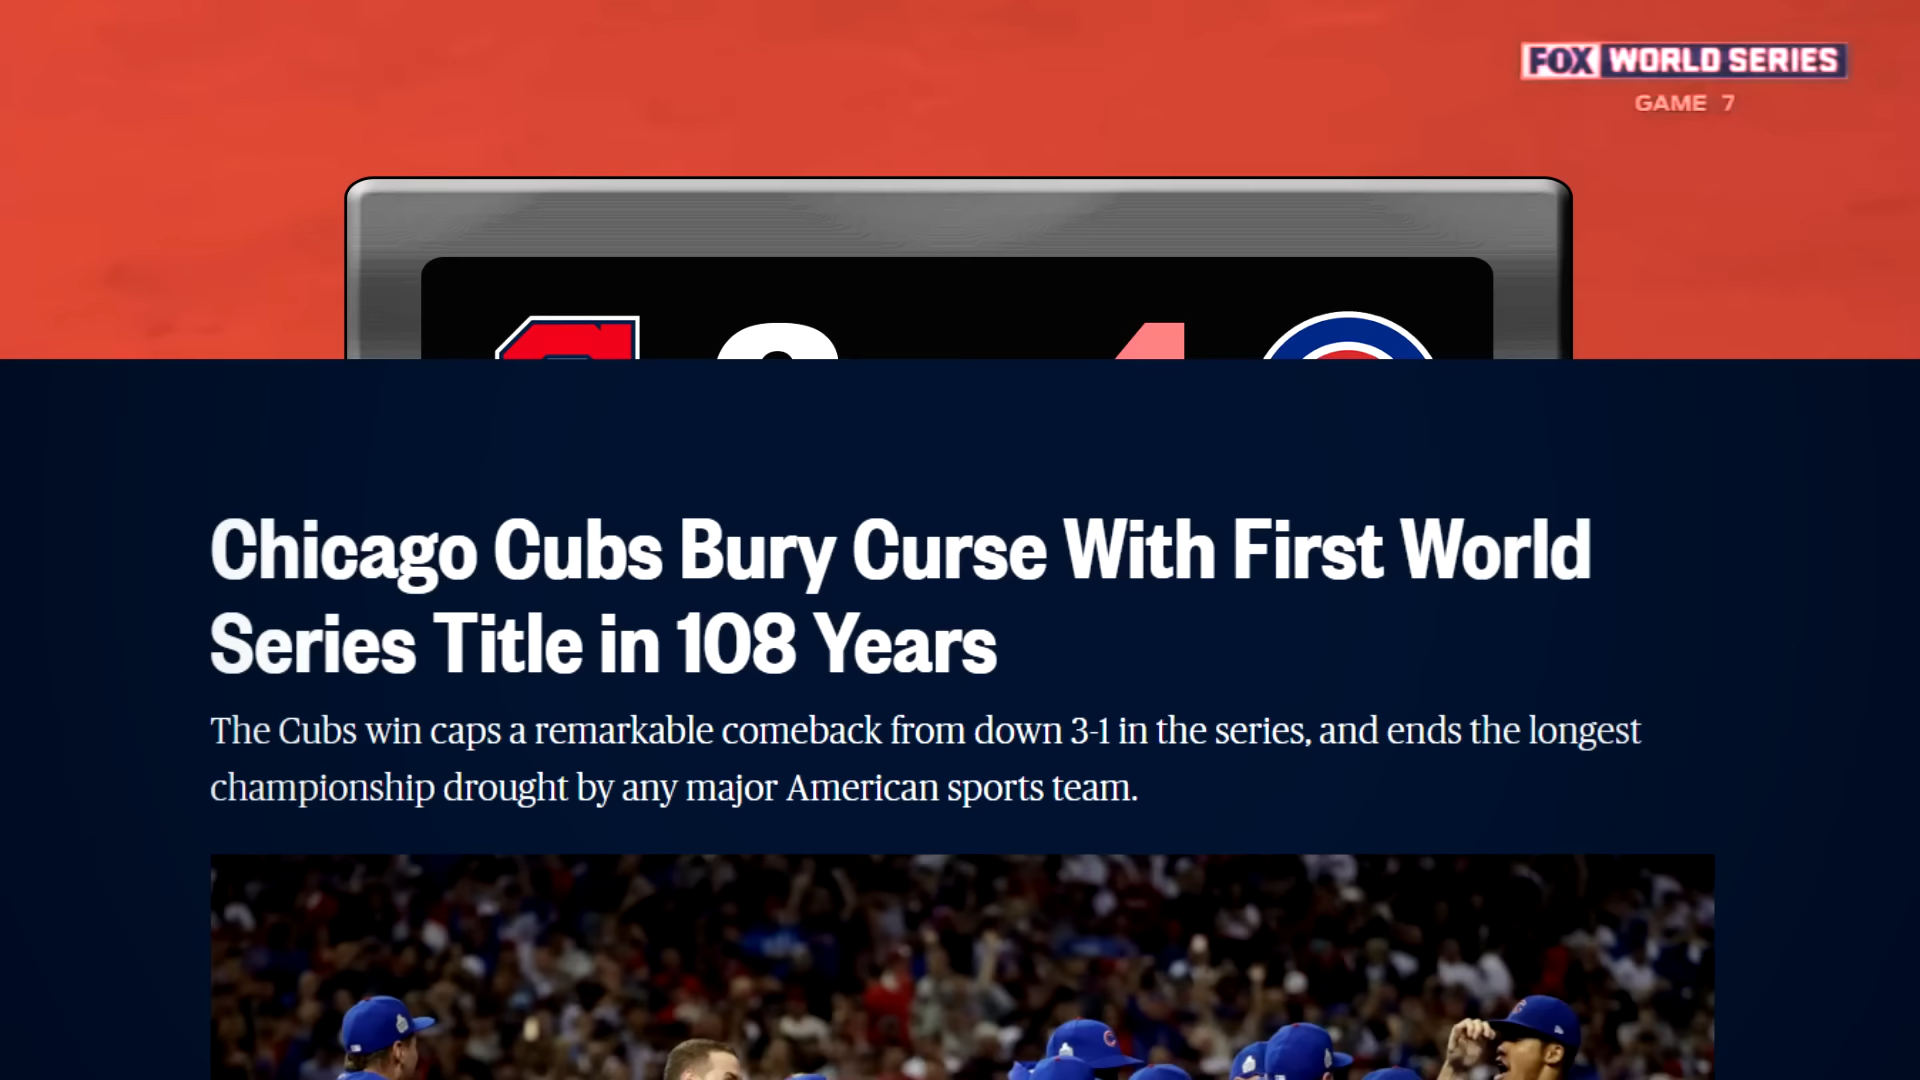 FOX WORLD SERIES
GAME 7
Chicago Cubs Bury Curse With First World
Series Title in 108 Years
The Cubs win caps a remarkable comeback from down 3-1 in the series, and ends the longest
championship drought by any major American sports team.